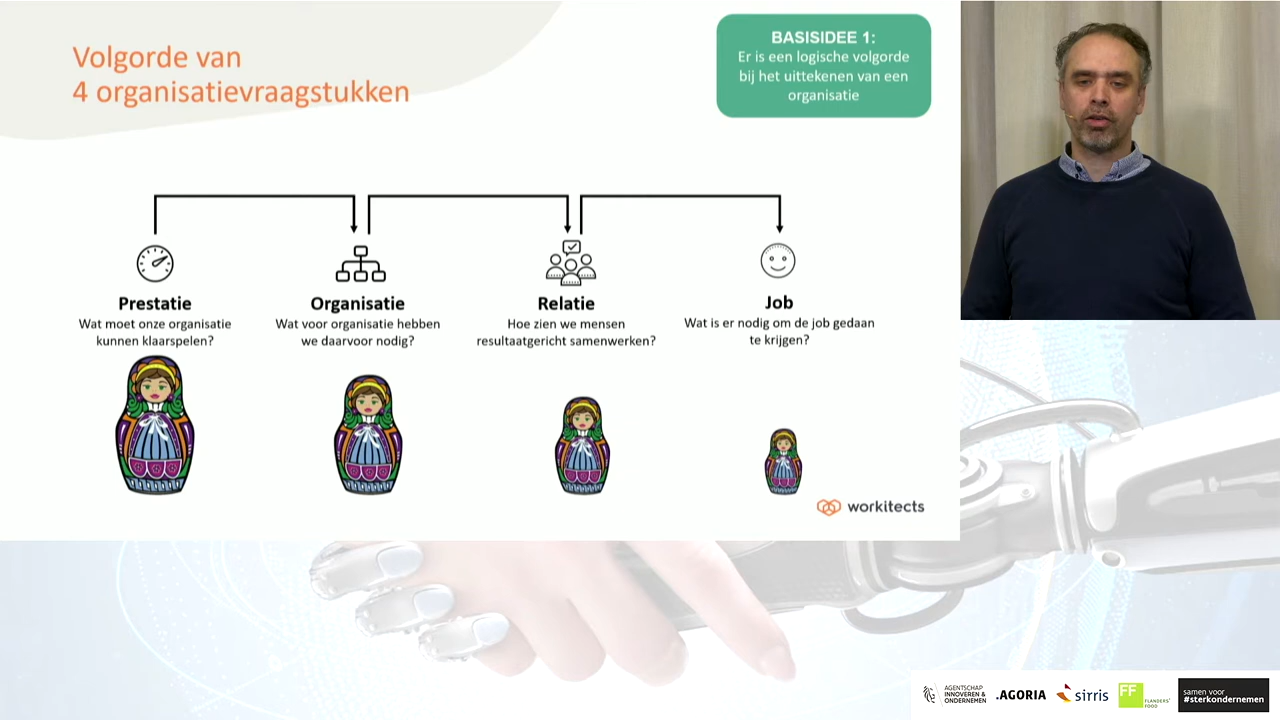 Volgorde van
4 organisatievraagstukken
BASISIDEE 1:
Er is een logische volgorde
bij het uittekenen van een
organisatie
Prestatie
Wat moet onze organisatie
kunnen klaarspelen?
Organisatie
Wat voor organisatie hebben
we daarvoor nodig?
Relatie
Hoe zien we mensen
resultaatgericht samenwerken?
Job
Wat is er nodig om de job gedaan
te krijgen?
workitects
AGENTSCHAP
INNOVEREN &
ONDERNEMEN
.AGORIA
sirris
FF
FLANDERS'
FOOD
samen voor
#sterkondernemen